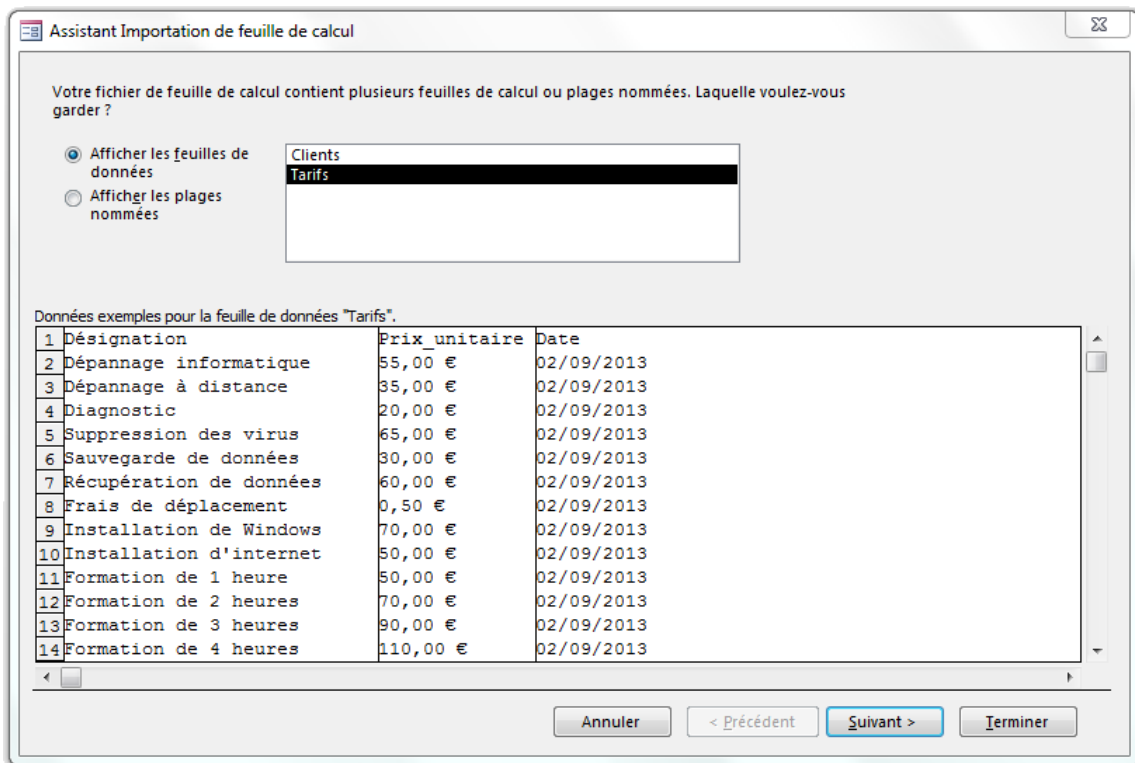 Assistant Importation de feuille de calcul
Votre fichier de feuille de calcul contient plusieurs feuilles de calcul ou plages nommées. Laquelle voulez-vous
garder ?
Afficher les feuilles de
données
Afficher les plages
nommées
Clients
Tarifs
Données exemples pour la feuille de données "Tarifs".
1 Désignation Prix_unitaire Date
2 Dépannage informatique 55,00 € 02/09/2013
3 Dépannage à distance 35,00 € 02/09/2013
4 Diagnostic 20,00 € 02/09/2013
5 Suppression des virus 65,00 € 02/09/2013
6 Sauvegarde de données 30,00 € 02/09/2013
7 Récupération de données 60,00 € 02/09/2013
8 Frais de déplacement 0,50 € 02/09/2013
9 Installation de Windows 70,00 € 02/09/2013
10 Installation d'internet 50,00 € 02/09/2013
11 Formation de 1 heure 50,00 € 02/09/2013
12 Formation de 2 heures 70,00 € 02/09/2013
13 Formation de 3 heures 90,00 € 02/09/2013
14 Formation de 4 heures 110,00 € 02/09/2013
Annuler < Précédent Suivant > Terminer